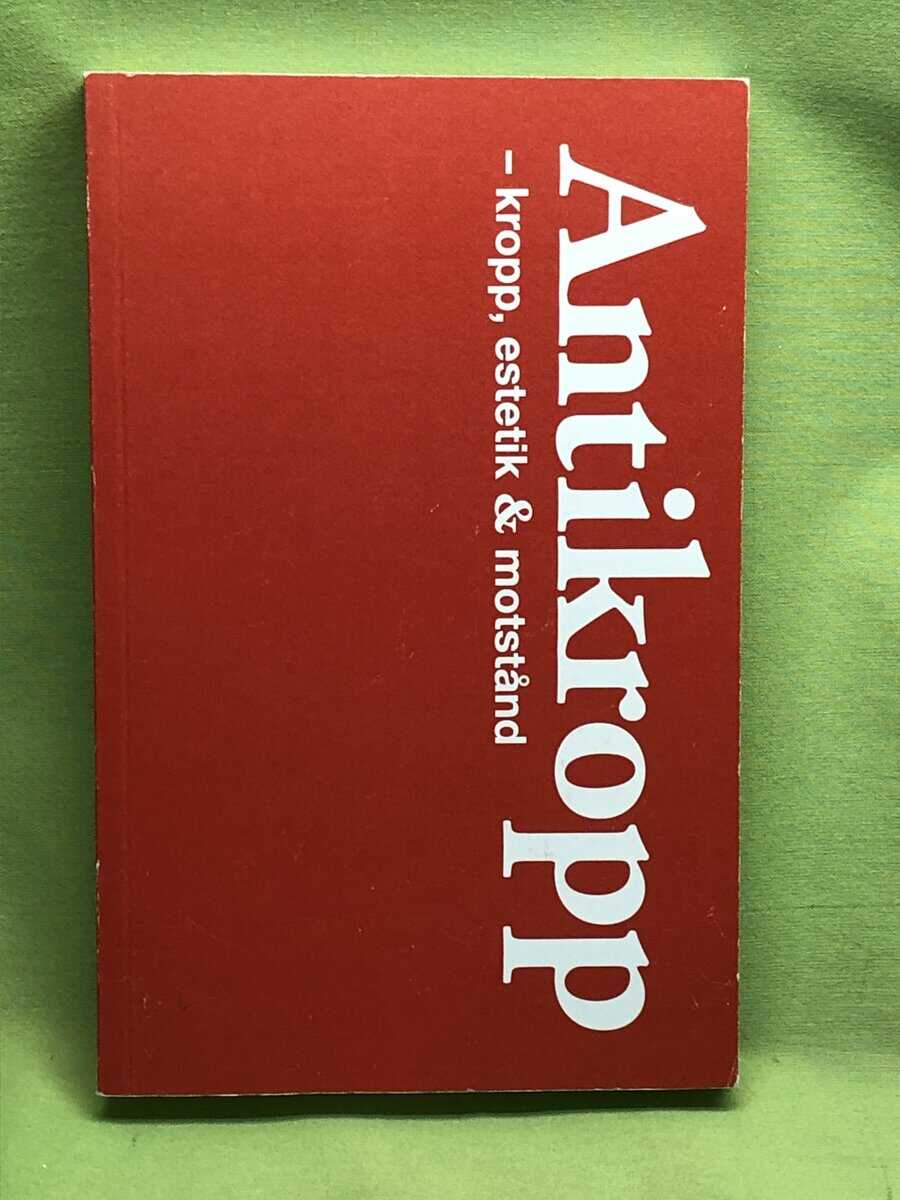 Antikropp
– kropp, estetik & motstånd